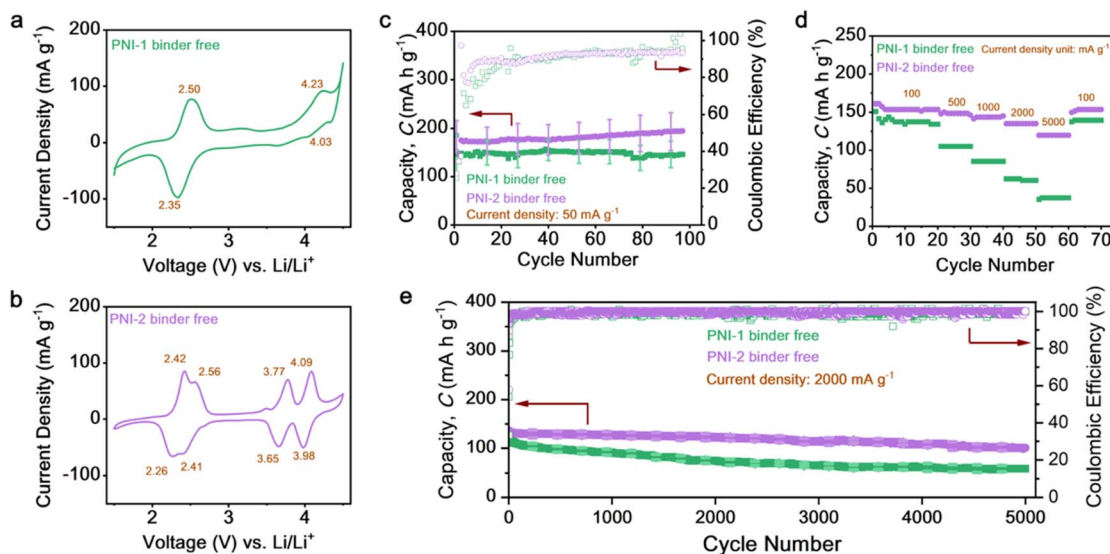 a
PNI-1 binder free
2.50
4.23
4.03
2.35
200
100
0
-100
Current Density (mA g⁻¹)
2 3 4
Voltage (V) vs. Li/Li⁺
b
PNI-2 binder free
2.42
2.56
3.77
4.09
2.26
2.41
3.65
3.98
200
100
0
-100
Current Density (mA g⁻¹)
2 3 4
Voltage (V) vs. Li/Li⁺
c
400
300
200
100
0
Capacity, C (mA h g⁻¹)
PNI-1 binder free
PNI-2 binder free
Current density: 50 mA g⁻¹
100
80
60
40
20
0
Coulombic Efficiency (%)
0 20 40 60 80 100
Cycle Number
d
PNI-1 binder free Current density unit: mA g⁻¹
PNI-2 binder free
100
500
1000
2000
5000
100
250
200
150
100
50
0
Capacity, C (mA h g⁻¹)
0 10 20 30 40 50 60 70
Cycle Number
e
400
300
200
100
0
Capacity, C (mA h g⁻¹)
PNI-1 binder free
PNI-2 binder free
Current density: 2000 mA g⁻¹
100
80
60
40
20
0
Coulombic Efficiency (%)
0 1000 2000 3000 4000 5000
Cycle Number